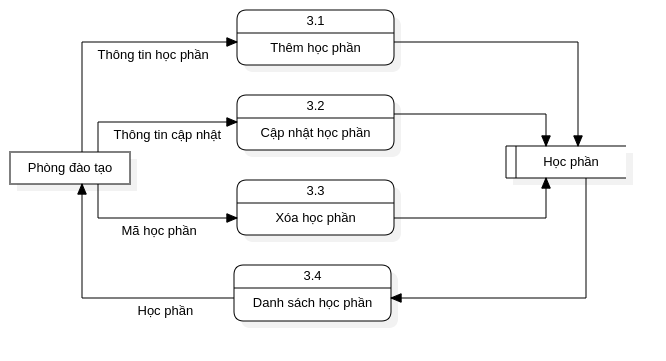 3.1
Thêm học phần
Thông tin học phần
3.2
Cập nhật học phần
Thông tin cập nhật
Phòng đào tạo
Học phần
3.3
Xóa học phần
Mã học phần
3.4
Danh sách học phần
Học phần